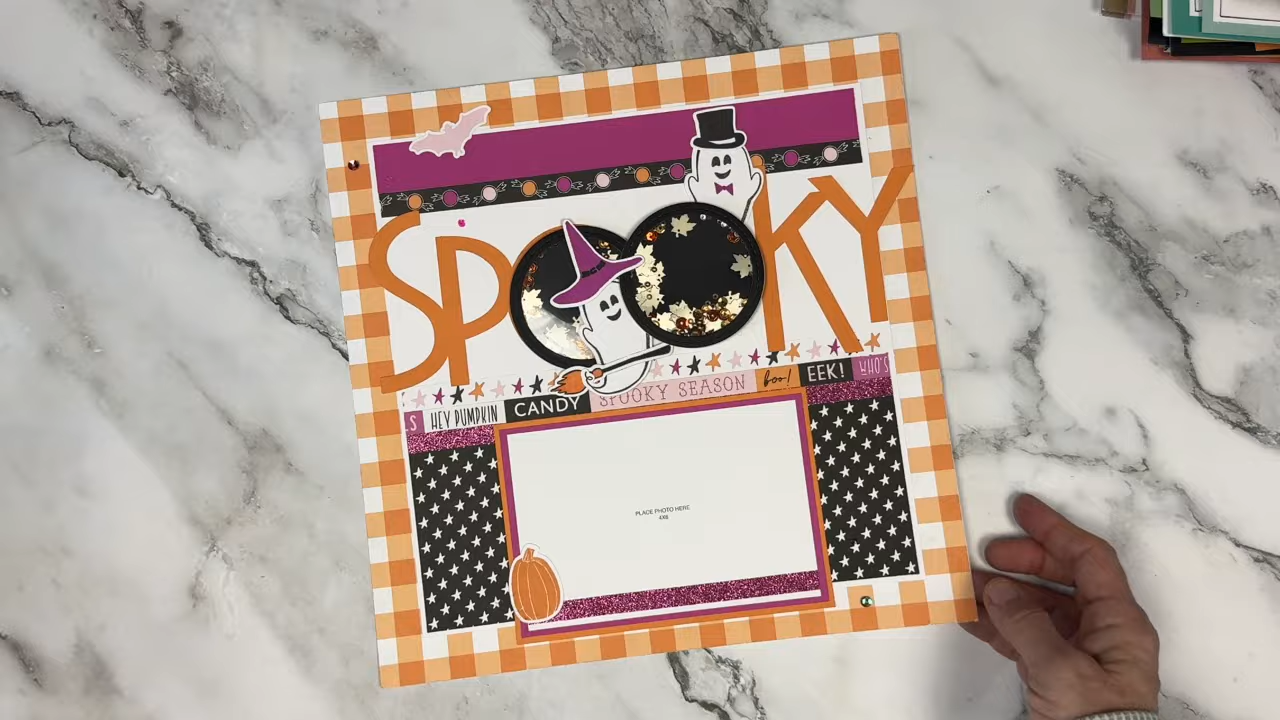 SPOOKY
S HEY PUMPKIN CANDY SPOOKY SEASON boo! EEK! WHO'S
PLACE PHOTO HERE
4X6